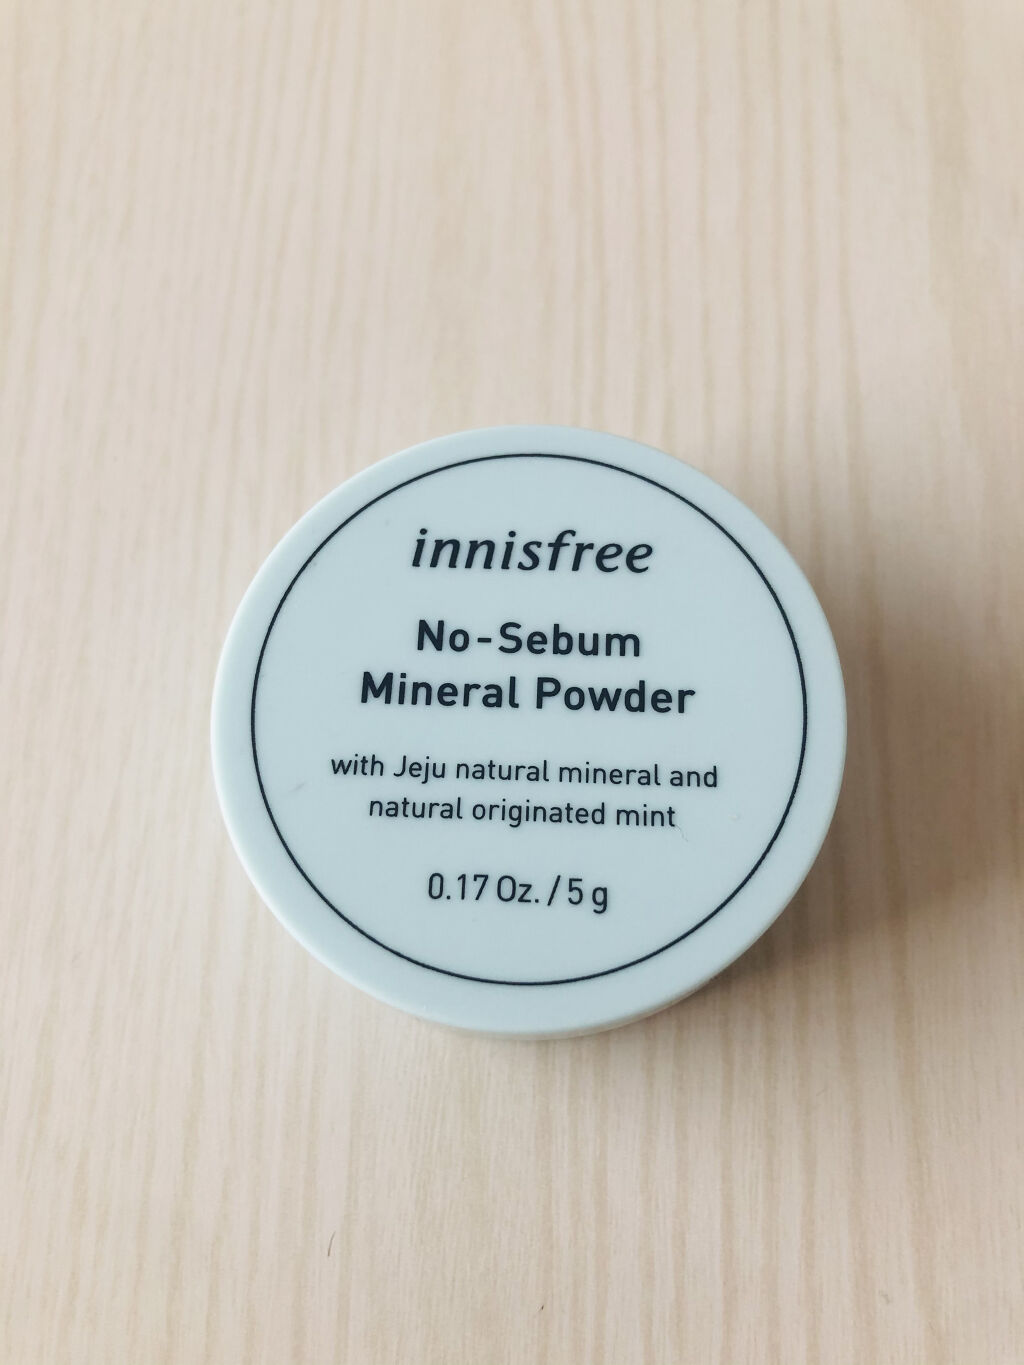 innisfree
No-Sebum
Mineral Powder
with Jeju natural mineral and
natural originated mint
0.17 Oz. / 5 g